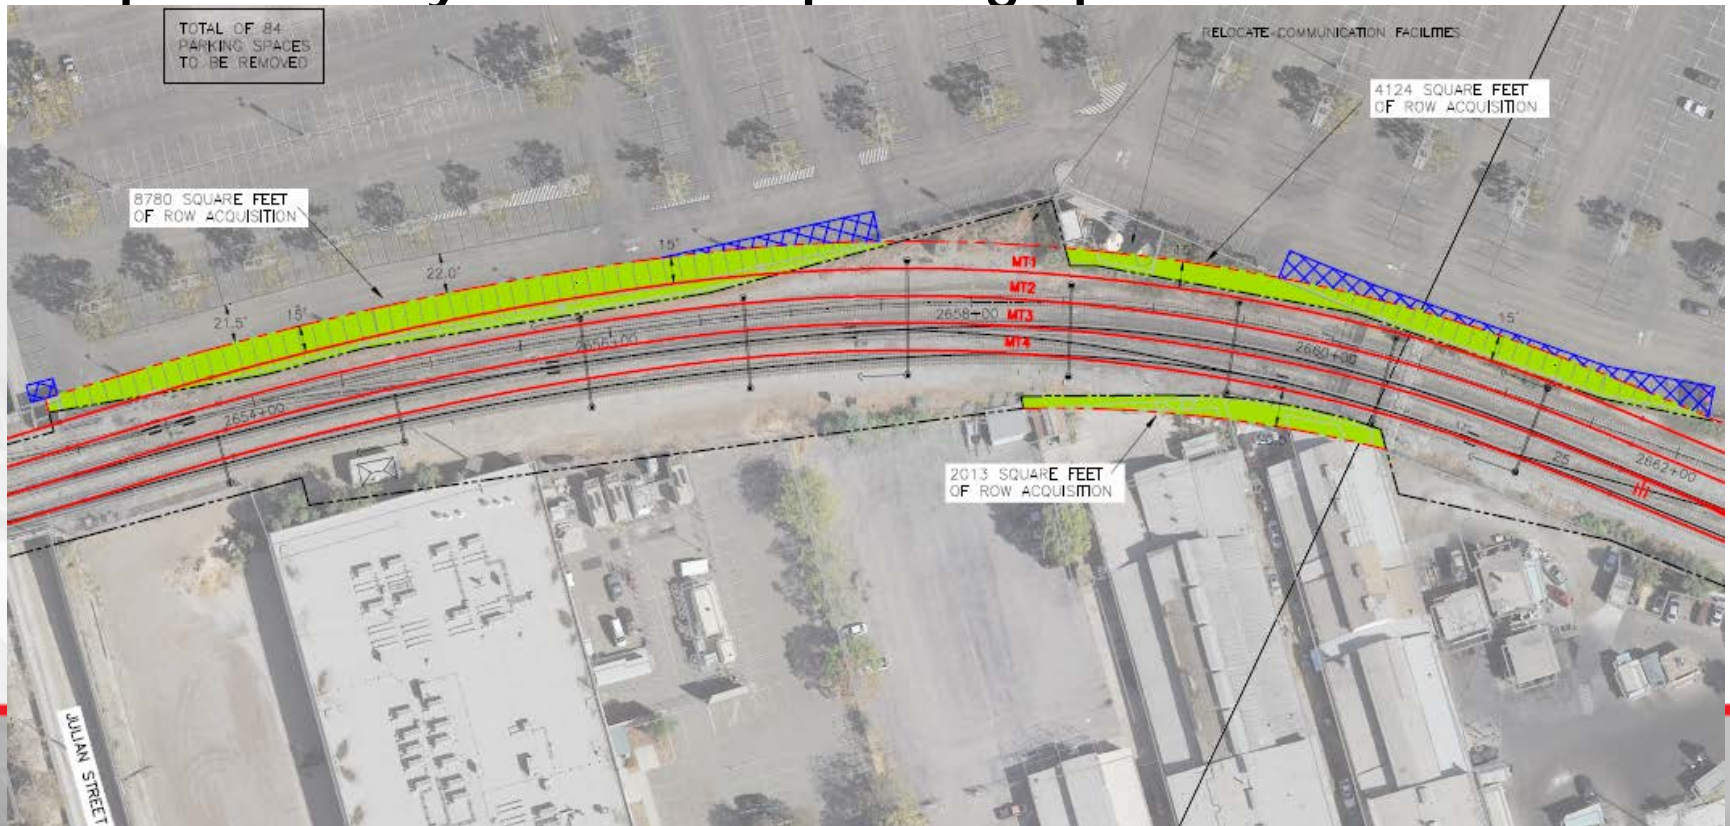 TOTAL OF 84
PARKING SPACES
TO BE REMOVED
RELOCATE COMMUNICATION FACILITIES
4124 SQUARE FEET
OF ROW ACQUISITION
8780 SQUARE FEET
OF ROW ACQUISITION
15'
15'
22.0'
MT1
MT2
21.5'
15'
2658+00
MT3
15'
2656+00
MT4
2660+00
2654+00
2013 SQUARE FEET
OF ROW ACQUISITION
25
2662+00
JULIAN STREET